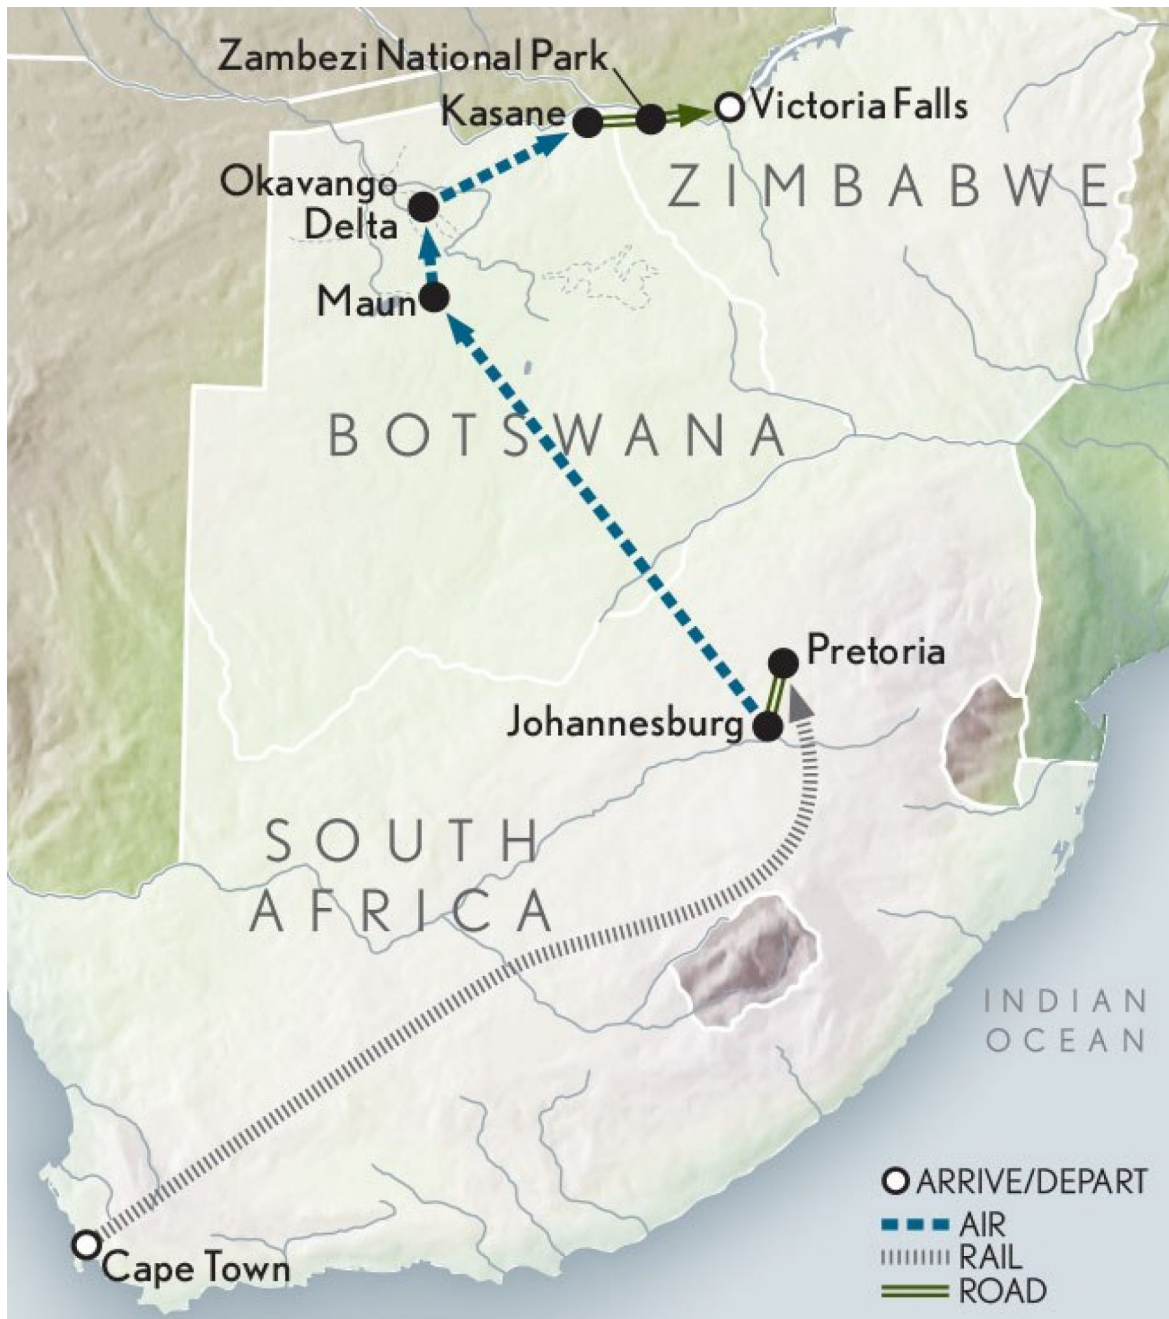 Zambezi National Park
Kasane
Victoria Falls
ZIMBABWE
Okavango
Delta
Maun
BOTSWANA
Pretoria
Johannesburg
SOUTH
AFRICA
INDIAN
OCEAN
Cape Town
ARRIVE/DEPART
AIR
RAIL
ROAD